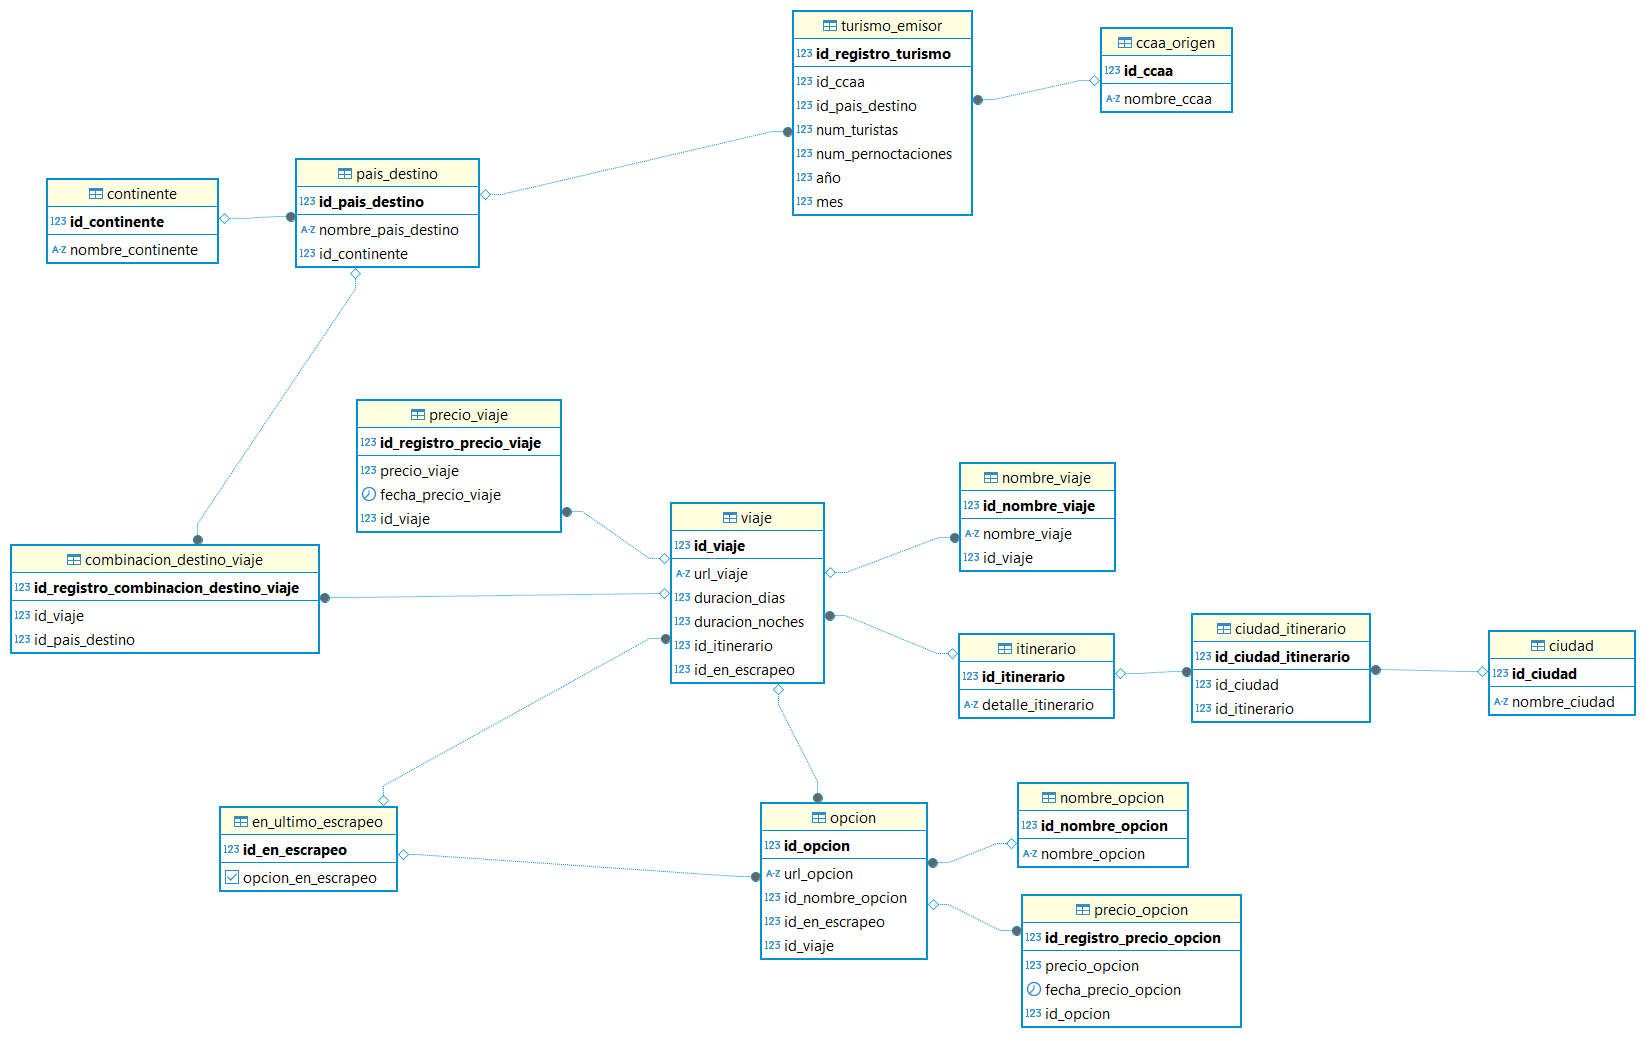 turismo_emisor
123 id_registro_turismo
123 id_ccaa
123 id_pais_destino
123 num_turistas
123 num_pernoctaciones
123 año
123 mes
ccaa_origen
123 id_ccaa
A-Z nombre_ccaa
continente
123 id_continente
A-Z nombre_continente
pais_destino
123 id_pais_destino
A-Z nombre_pais_destino
123 id_continente
precio_viaje
123 id_registro_precio_viaje
123 precio_viaje
fecha_precio_viaje
123 id_viaje
nombre_viaje
123 id_nombre_viaje
A-Z nombre_viaje
123 id_viaje
viaje
123 id_viaje
A-Z url_viaje
123 duracion_dias
123 duracion_noches
123 id_itinerario
123 id_en_escrapeo
combinacion_destino_viaje
123 id_registro_combinacion_destino_viaje
123 id_viaje
123 id_pais_destino
itinerario
123 id_itinerario
A-Z detalle_itinerario
ciudad_itinerario
123 id_ciudad_itinerario
123 id_ciudad
123 id_itinerario
ciudad
123 id_ciudad
A-Z nombre_ciudad
en_ultimo_escrapeo
123 id_en_escrapeo
opcion_en_escrapeo
opcion
123 id_opcion
A-Z url_opcion
123 id_nombre_opcion
123 id_en_escrapeo
123 id_viaje
nombre_opcion
123 id_nombre_opcion
A-Z nombre_opcion
precio_opcion
123 id_registro_precio_opcion
123 precio_opcion
fecha_precio_opcion
123 id_opcion